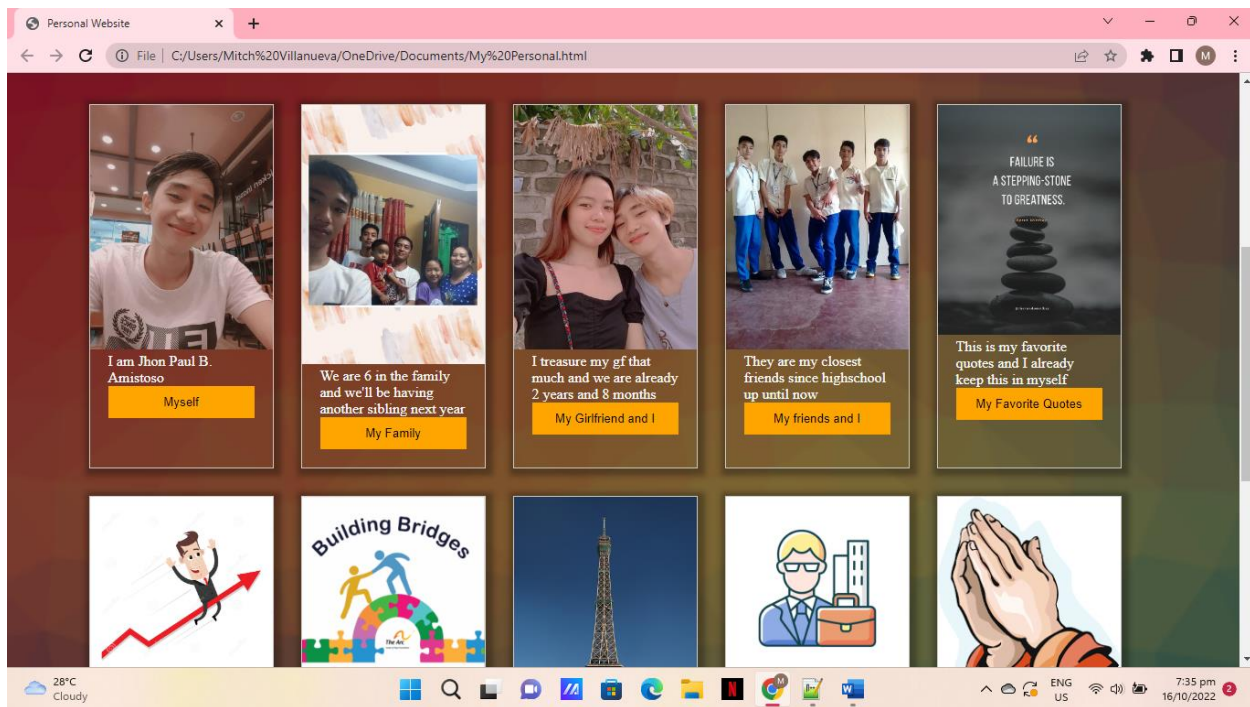 Personal Website
File | C:/Users/Mitch%20Villanueva/OneDrive/Documents/My%20Personal.html
M
I am Jhon Paul B.
Amistoso
Myself
We are 6 in the family
and we'll be having
another sibling next year
My Family
I treasure my gf that
much and we are already
2 years and 8 months
My Girlfriend and I
They are my closest
friends since highschool
up until now
My friends and I
“
FAILURE IS
A STEPPING-STONE
TO GREATNESS.
This is my favorite
quotes and I already
keep this in myself
My Favorite Quotes
Building Bridges
The Arc
28°C
Cloudy
ENG
US
7:35 pm
16/10/2022
2